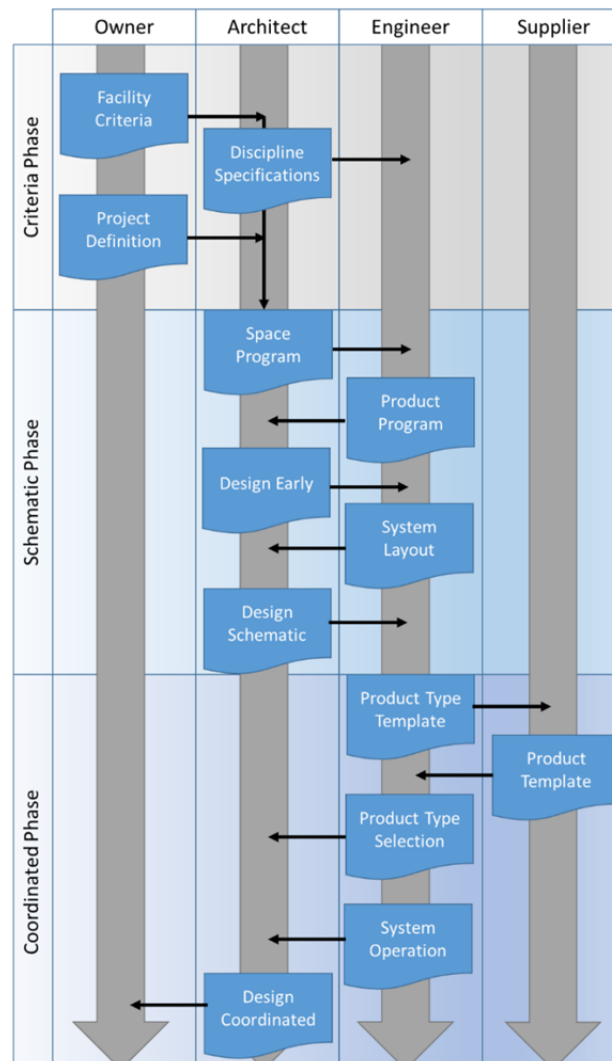 Owner
Architect
Engineer
Supplier
Criteria Phase
Facility
Criteria
Discipline
Specifications
Project
Definition
Schematic Phase
Space
Program
Product
Program
Design Early
System
Layout
Design
Schematic
Coordinated Phase
Product Type
Template
Product
Template
Product Type
Selection
System
Operation
Design
Coordinated